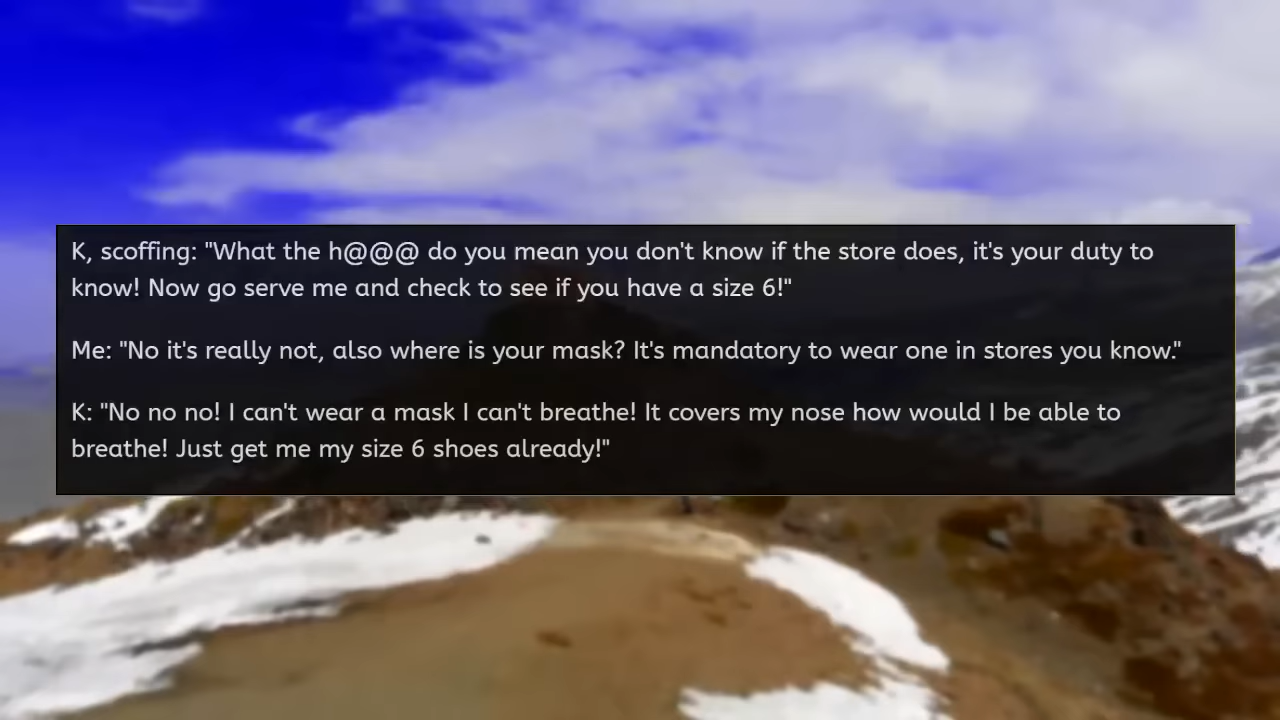 K, scoffing: "What the h@@@ do you mean you don't know if the store does, it's your duty to
know! Now go serve me and check to see if you have a size 6!"
Me: "No it's really not, also where is your mask? It's mandatory to wear one in stores you know."
K: "No no no! I can't wear a mask I can't breathe! It covers my nose how would I be able to
breathe! Just get me my size 6 shoes already!"